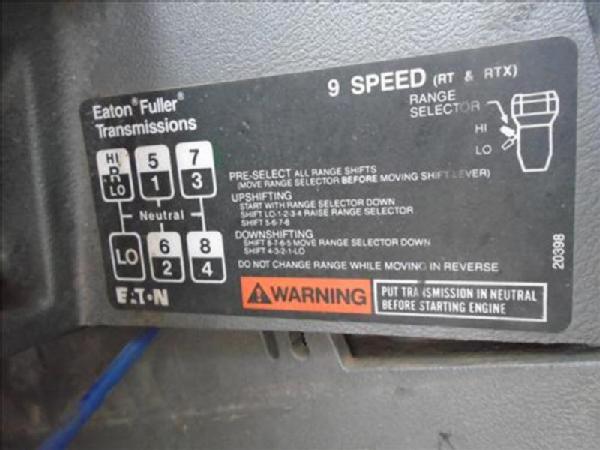 Eaton® Fuller®
Transmissions
9 SPEED (RT & RTX)
RANGE
SELECTOR
HI
LO
HI 5 7
R
LO 1 3
Neutral
LO 6 8
2 4
EATON
PRE-SELECT ALL RANGE SHIFTS
(MOVE RANGE SELECTOR BEFORE MOVING SHIFT LEVER)
UPSHIFTING
START WITH RANGE SELECTOR DOWN
SHIFT LO-1-2-3-4 RAISE RANGE SELECTOR
SHIFT 5-6-7-8
DOWNSHIFTING
SHIFT 8-7-6-5 MOVE RANGE SELECTOR DOWN
SHIFT 4-3-2-1-LO
DO NOT CHANGE RANGE WHILE MOVING IN REVERSE
WARNING
PUT TRANSMISSION IN NEUTRAL
BEFORE STARTING ENGINE
20398